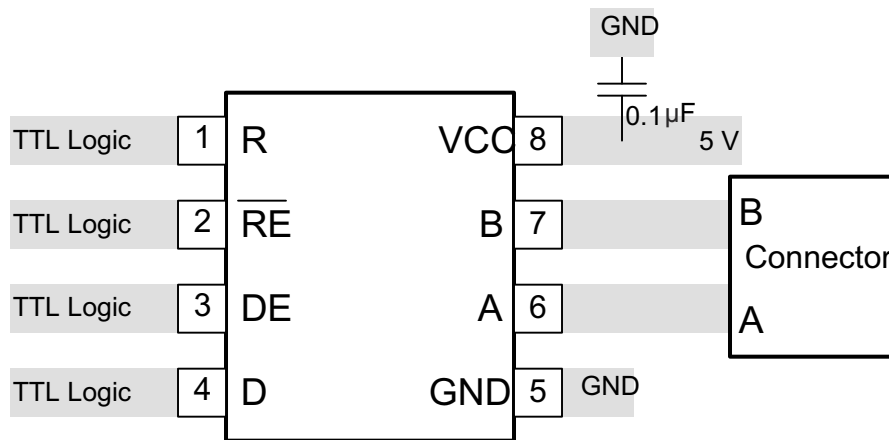 GND
0.1µF
TTL Logic 1 R VCC 8 5 V
TTL Logic 2 RE B 7
B
Connector
TTL Logic 3 DE A 6
A
TTL Logic 4 D GND 5 GND